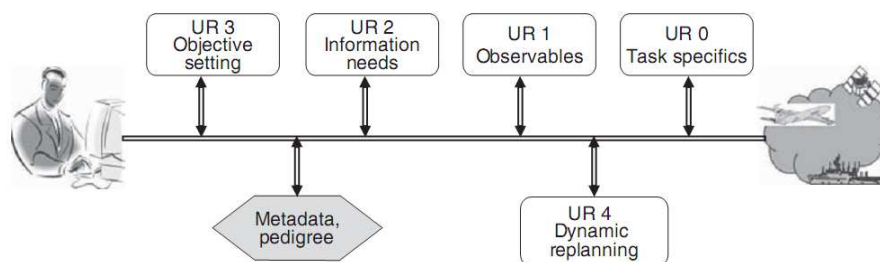 UR 3
Objective
setting
UR 2
Information
needs
UR 1
Observables
UR 0
Task specifics
Metadata,
pedigree
UR 4
Dynamic
replanning